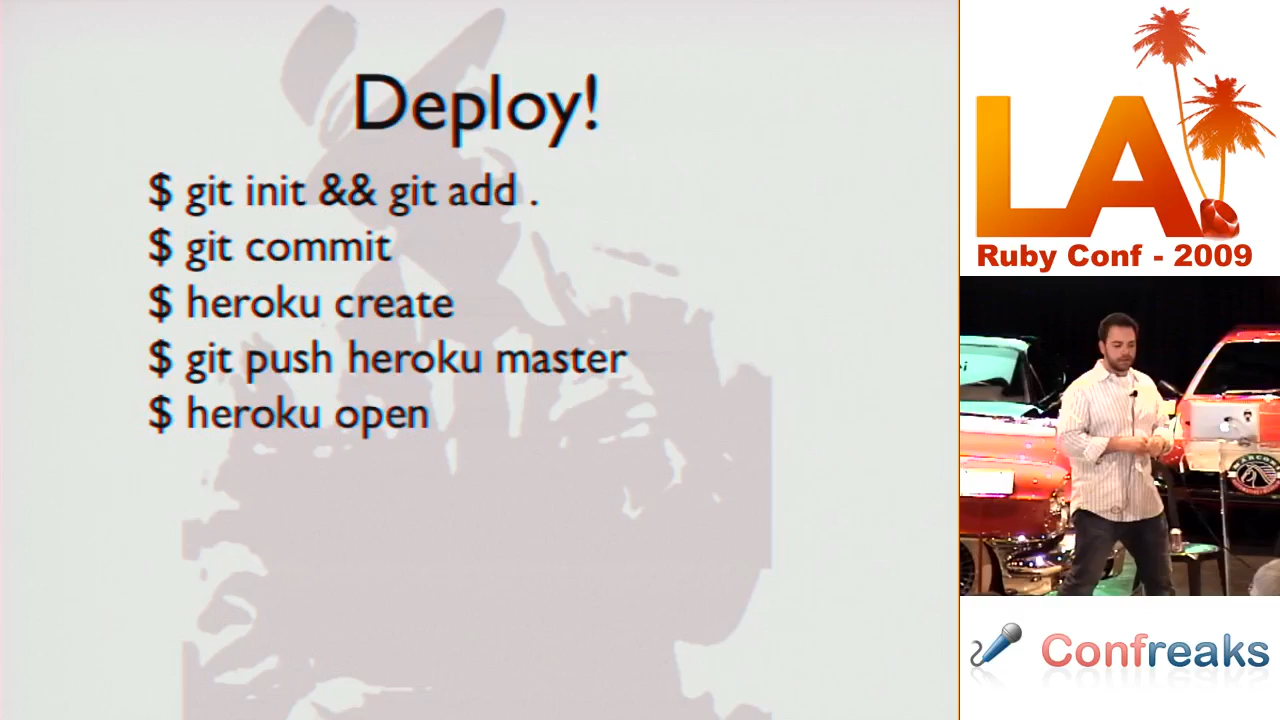 Deploy!
$ git init && git add .
$ git commit
$ heroku create
$ git push heroku master
$ heroku open
LA
Ruby Conf - 2009
Confreaks